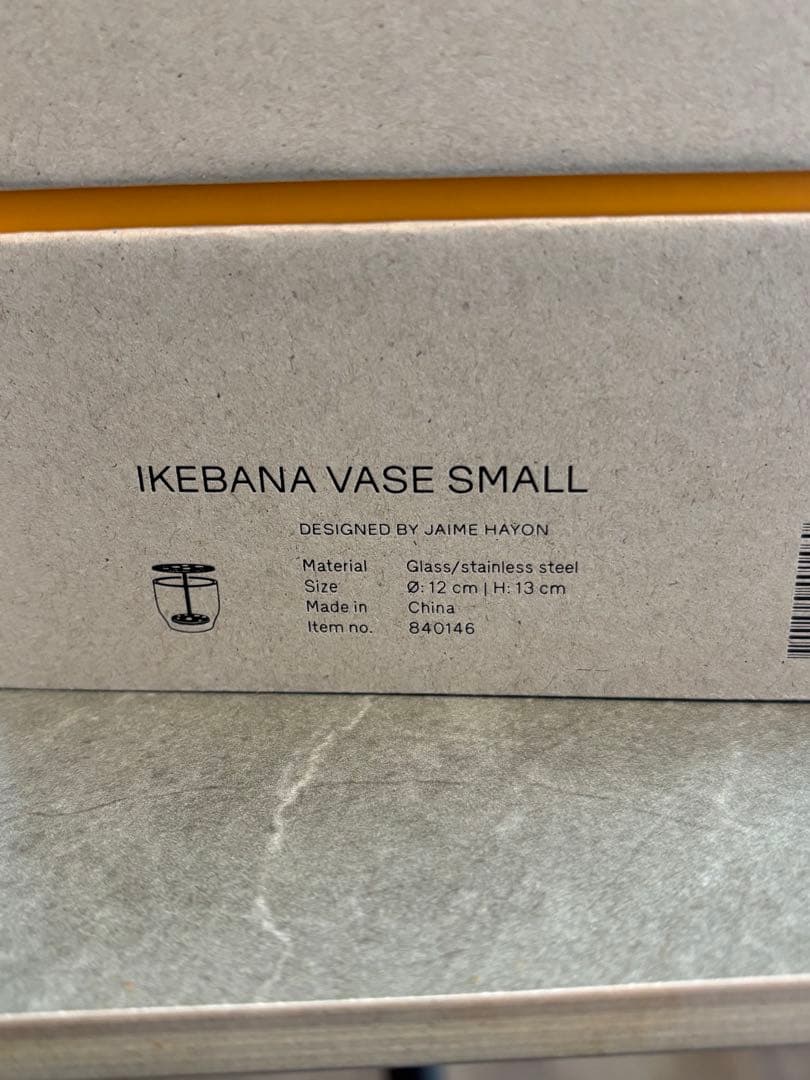 IKEBANA VASE SMALL
DESIGNED BY JAIME HAYON
Material Glass/stainless steel
Size Ø: 12 cm | H: 13 cm
Made in China
Item no. 840146